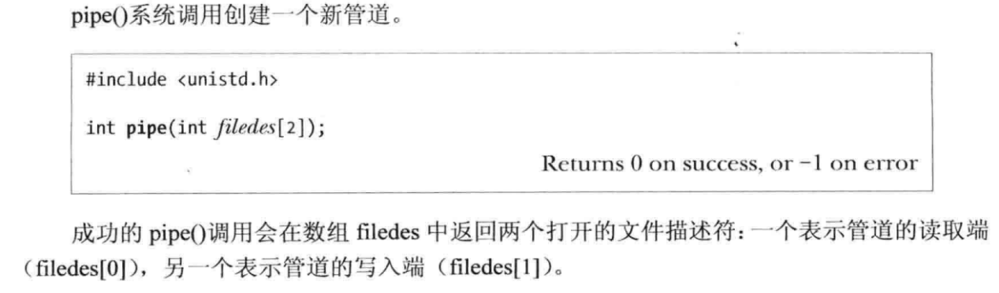 pipe()系统调用创建一个新管道。
#include <unistd.h>
int pipe(int filedes[2]);
Returns 0 on success, or −1 on error
成功的 pipe()调用会在数组 filedes 中返回两个打开的文件描述符：一个表示管道的读取端
（filedes[0]），另一个表示管道的写入端（filedes[1]）。